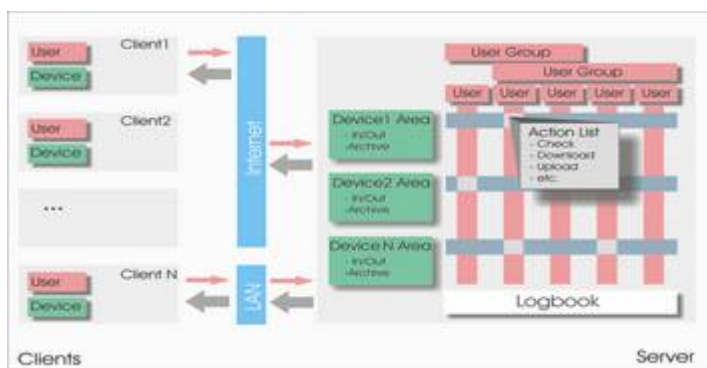 User
Client1
Device
User
Client2
Device
...
User
Client N
Device
Clients
Internet
LAN
User Group
User Group
User User User User User
Device1 Area
- In/Out
-Archive
Device2 Area
- In/Out
-Archive
Device N Area
- In/Out
-Archive
Action List
- Check
- Download
- Upload
- etc.
Logbook
Server